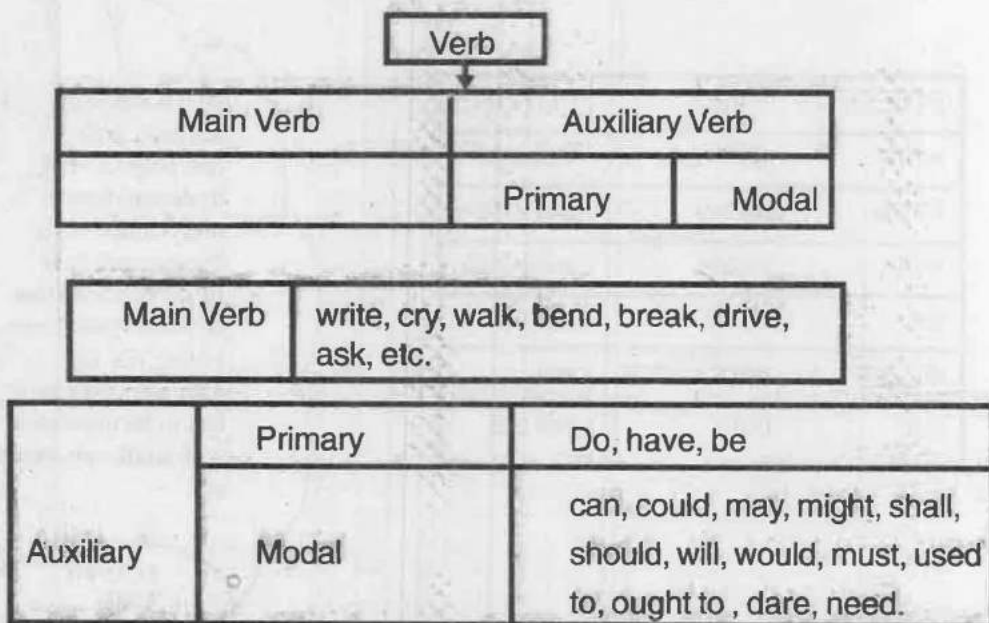 Verb
Main Verb Auxiliary Verb
Primary Modal
Main Verb write, cry, walk, bend, break, drive,
ask, etc.
Primary Do, have, be
Auxiliary Modal can, could, may, might, shall,
should, will, would, must, used
to, ought to , dare, need.